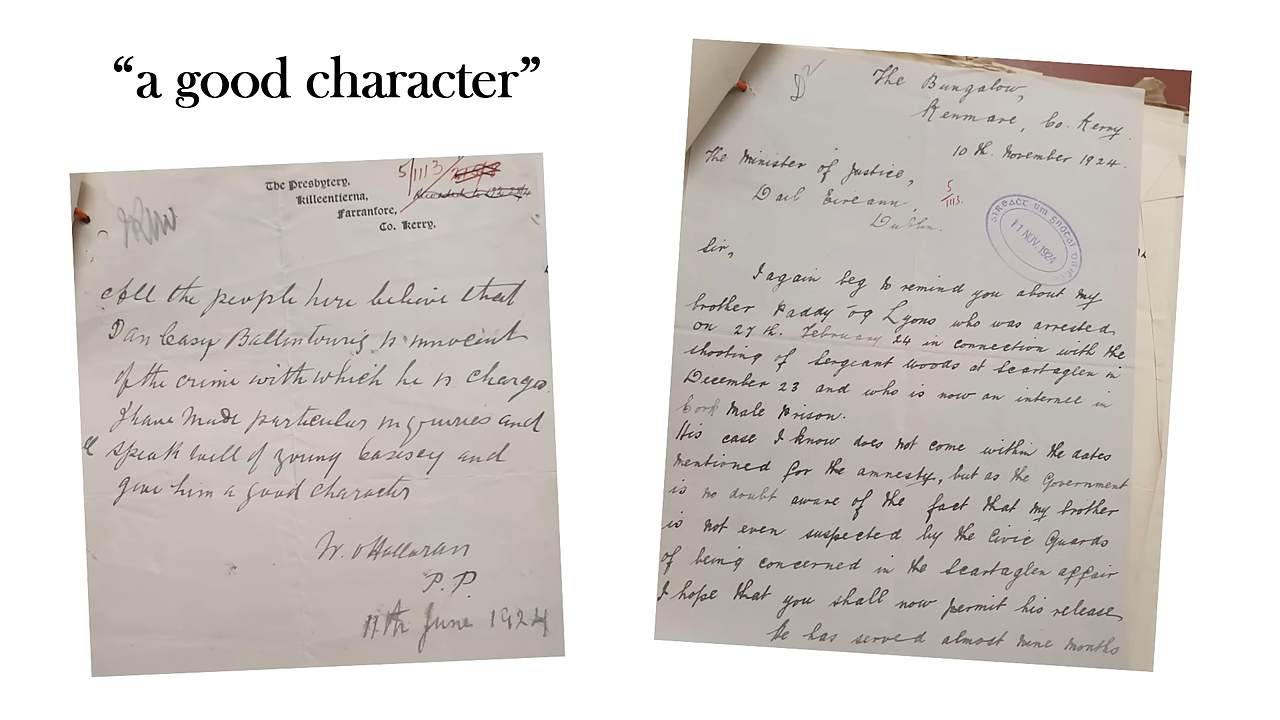 “a good character”
5/1113/
The Presbytery,
Killeentierna,
Farranfore,
Co. Kerry.
All the people here believe that
Dan Casey Ballintourig is innocent
of the crime with which he is charged.
I have made particular inquiries and
all speak well of young Caseey and
give him a good character
W. O'Halloran
P.P.
11th June 1924
The Bungalow,
Kenmare, Co. Kerry.
10th. November 1924.
The Minister of Justice,
Dail Eireann,
Dublin.
5/1113.
AIREACHT UM GNÓTAÍ
11 NOV. 1924
Sir,
I again beg to remind you about my
brother Paddy óg Lyons who was arrested
on 27th. February 24 in connection with the
shooting of Sergeant Woods at Scartaglen in
December 23 and who is now an internee in
Cork Male Prison.
His case I know does not come within the dates
mentioned for the amnesty, but as the Government
is no doubt aware of the fact that my brother
is not even suspected by the Civic Guards
of being concerned in the Scartaglen affair
I hope that you shall now permit his release
He has served almost nine months